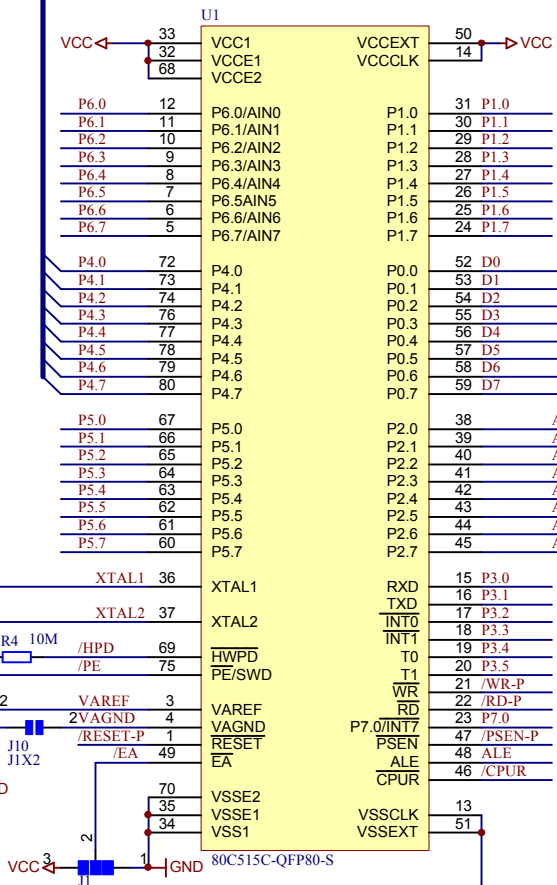 U1
VCC 33 VCC1 VCCEXT 50 VCC
32 VCCE1 VCCCLK 14
68 VCCE2
P6.0 12 P6.0/AIN0 P1.0 31 P1.0
P6.1 11 P6.1/AIN1 P1.1 30 P1.1
P6.2 10 P6.2/AIN2 P1.2 29 P1.2
P6.3 9 P6.3/AIN3 P1.3 28 P1.3
P6.4 8 P6.4/AIN4 P1.4 27 P1.4
P6.5 7 P6.5AIN5 P1.5 26 P1.5
P6.6 6 P6.6/AIN6 P1.6 25 P1.6
P6.7 5 P6.7/AIN7 P1.7 24 P1.7
P4.0 72 P4.0 P0.0 52 D0
P4.1 73 P4.1 P0.1 53 D1
P4.2 74 P4.2 P0.2 54 D2
P4.3 76 P4.3 P0.3 55 D3
P4.4 77 P4.4 P0.4 56 D4
P4.5 78 P4.5 P0.5 57 D5
P4.6 79 P4.6 P0.6 58 D6
P4.7 80 P4.7 P0.7 59 D7
P5.0 67 P5.0 P2.0 38
P5.1 66 P5.1 P2.1 39
P5.2 65 P5.2 P2.2 40
P5.3 64 P5.3 P2.3 41
P5.4 63 P5.4 P2.4 42
P5.5 62 P5.5 P2.5 43
P5.6 61 P5.6 P2.6 44
P5.7 60 P5.7 P2.7 45
XTAL1 36 XTAL1 RXD 15 P3.0
TXD 16 P3.1
XTAL2 37 XTAL2 INT0 17 P3.2
INT1 18 P3.3
R4 10M /HPD 69 HWPD T0 19 P3.4
/PE 75 PE/SWD T1 20 P3.5
WR 21 /WR-P
2 VAREF 3 VAREF RD 22 /RD-P
2 VAGND 4 VAGND P7.0/INT7 23 P7.0
J10 /RESET-P 1 RESET PSEN 47 /PSEN-P
J1X2 /EA 49 EA ALE 48 ALE
CPUR 46 /CPUR
70 VSSE2
35 VSSE1 VSSCLK 13
34 VSS1 VSSEXT 51
2
VCC 3 1 GND 80C515C-QFP80-S
J1